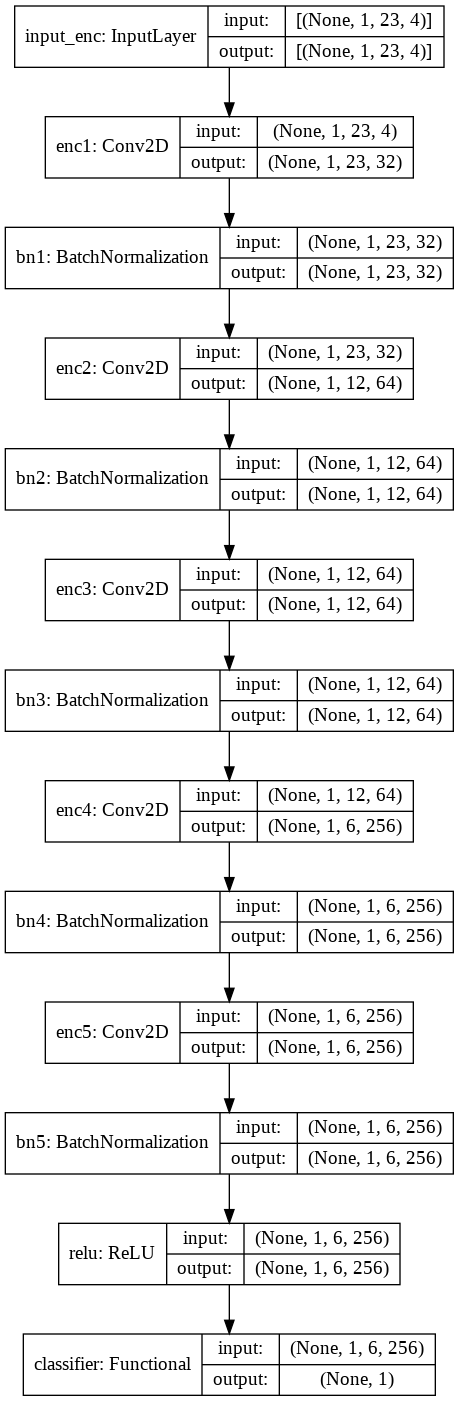 input_enc: InputLayer
input: [(None, 1, 23, 4)]
output: [(None, 1, 23, 4)]
enc1: Conv2D
input: (None, 1, 23, 4)
output: (None, 1, 23, 32)
bn1: BatchNormalization
input: (None, 1, 23, 32)
output: (None, 1, 23, 32)
enc2: Conv2D
input: (None, 1, 23, 32)
output: (None, 1, 12, 64)
bn2: BatchNormalization
input: (None, 1, 12, 64)
output: (None, 1, 12, 64)
enc3: Conv2D
input: (None, 1, 12, 64)
output: (None, 1, 12, 64)
bn3: BatchNormalization
input: (None, 1, 12, 64)
output: (None, 1, 12, 64)
enc4: Conv2D
input: (None, 1, 12, 64)
output: (None, 1, 6, 256)
bn4: BatchNormalization
input: (None, 1, 6, 256)
output: (None, 1, 6, 256)
enc5: Conv2D
input: (None, 1, 6, 256)
output: (None, 1, 6, 256)
bn5: BatchNormalization
input: (None, 1, 6, 256)
output: (None, 1, 6, 256)
relu: ReLU
input: (None, 1, 6, 256)
output: (None, 1, 6, 256)
classifier: Functional
input: (None, 1, 6, 256)
output: (None, 1)